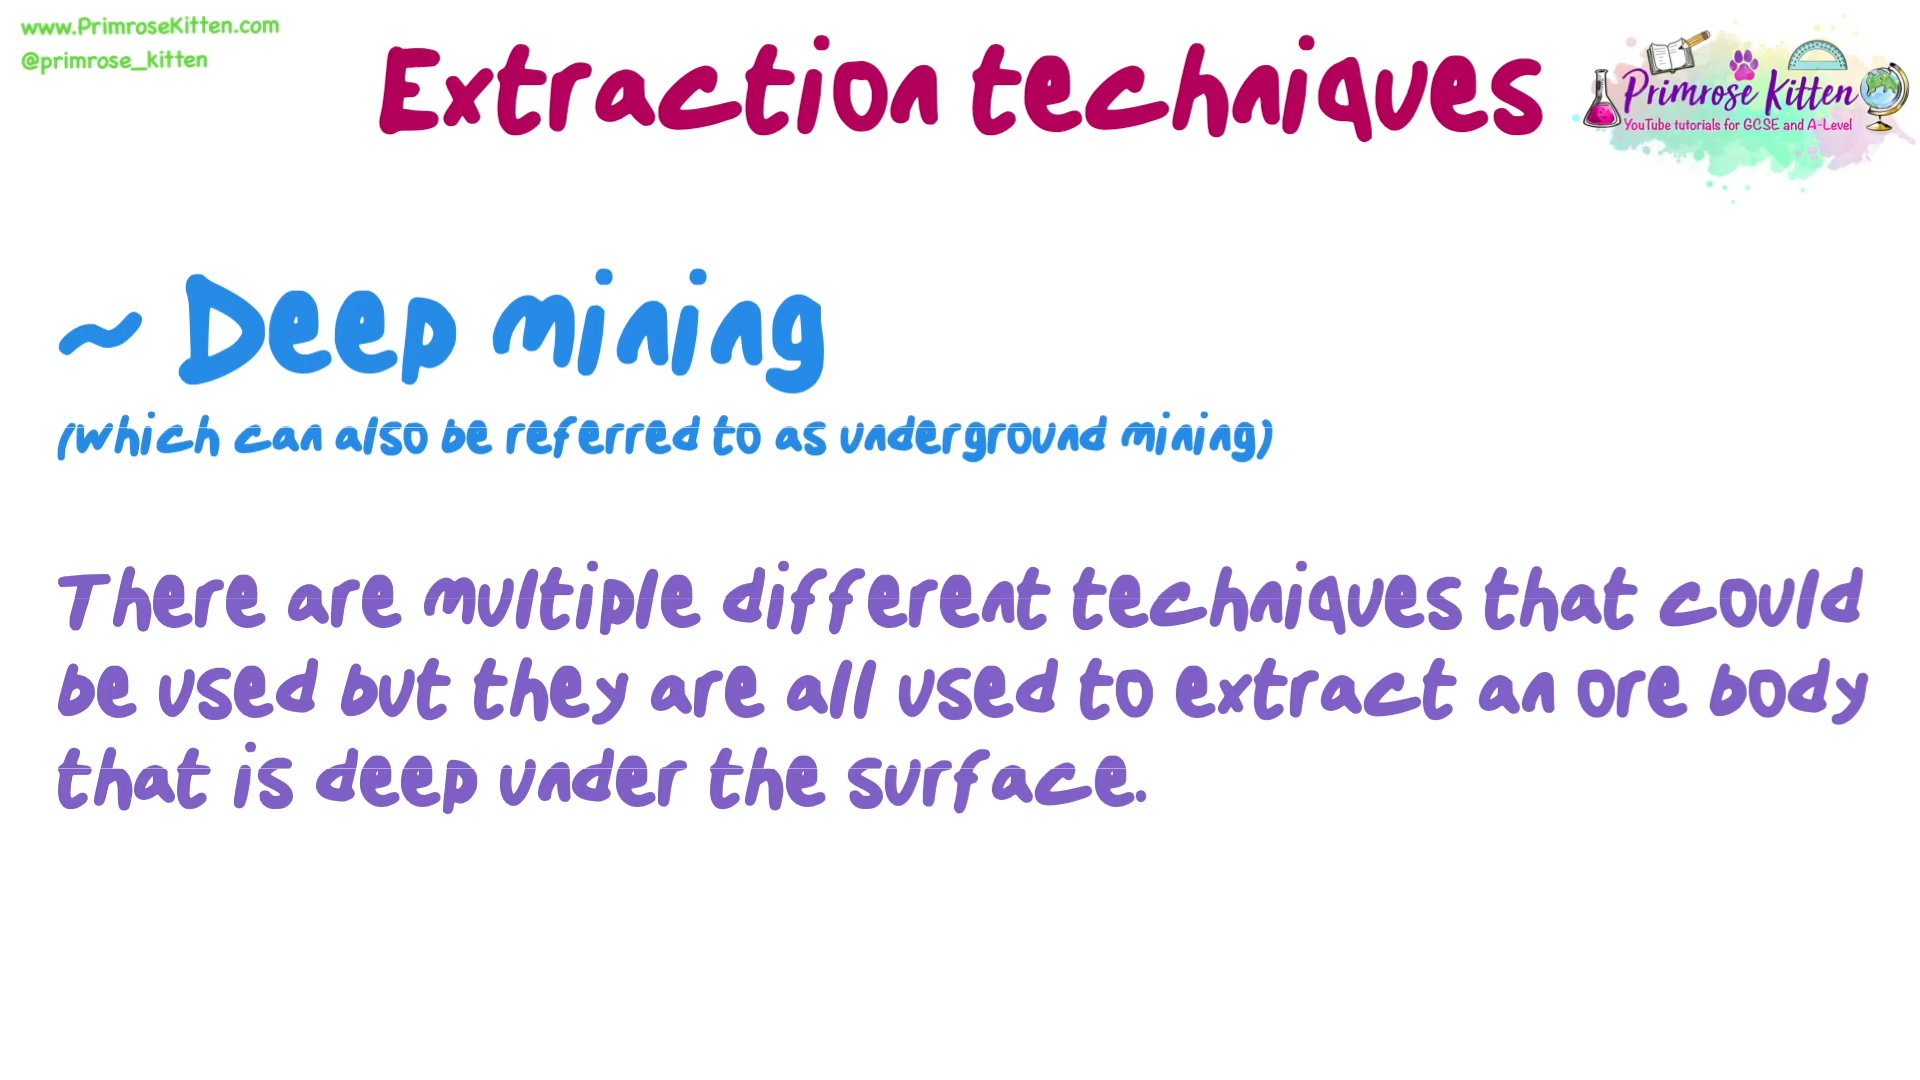 www.PrimroseKitten.com
@primrose_kitten
Extraction techniques
Primrose Kitten
YouTube tutorials for GCSE and A-Level
~ Deep mining
(which can also be referred to as underground mining)
There are multiple different techniques that could
be used but they are all used to extract an ore body
that is deep under the surface.